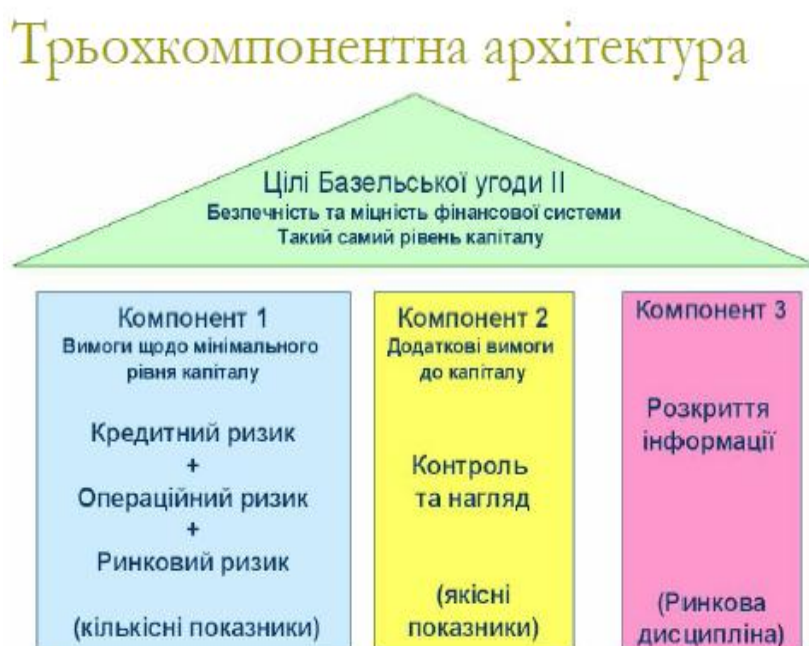 Трьохкомпонентна архітектура
Цілі Базельської угоди II
Безпечність та міцність фінансової системи
Такий самий рівень капіталу
Компонент 1
Вимоги щодо мінімального
рівня капіталу
Кредитний ризик
+
Операційний ризик
+
Ринковий ризик
(кількісні показники)
Компонент 2
Додаткові вимоги
до капіталу
Контроль
та нагляд
(якісні
показники)
Компонент 3
Розкриття
інформації
(Ринкова
дисципліна)